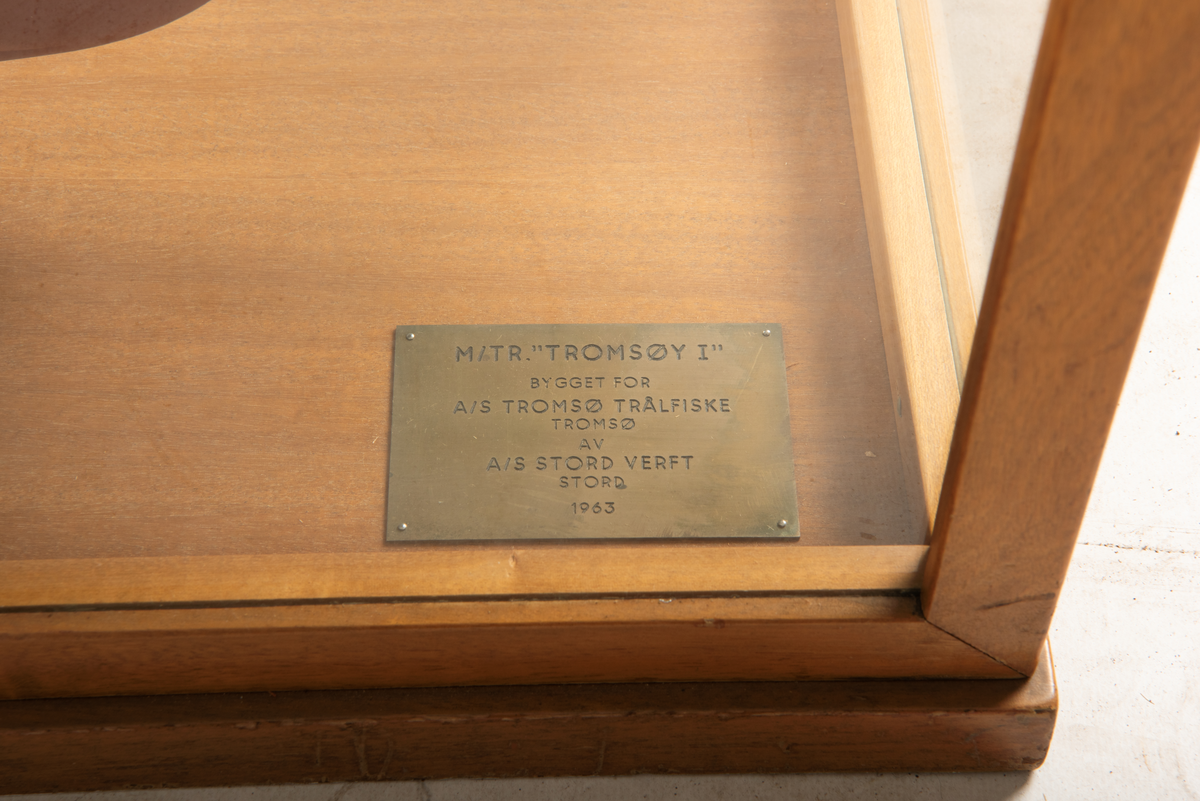 M/TR."TROMSØY I"
BYGGET FOR
A/S TROMSØ TRÅLFISKE
TROMSØ
AV
A/S STORD VERFT
STORD
1963